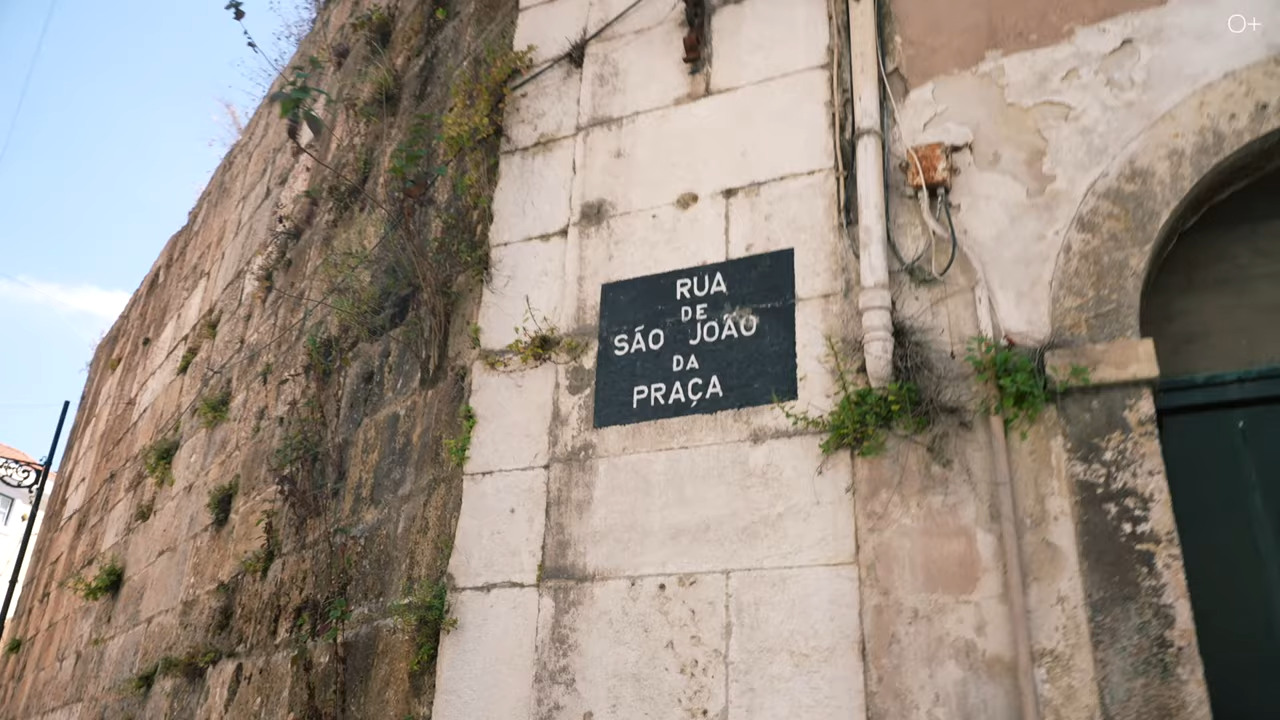 O+
RUA
DE
SÃO JOÃO
DA
PRAÇA